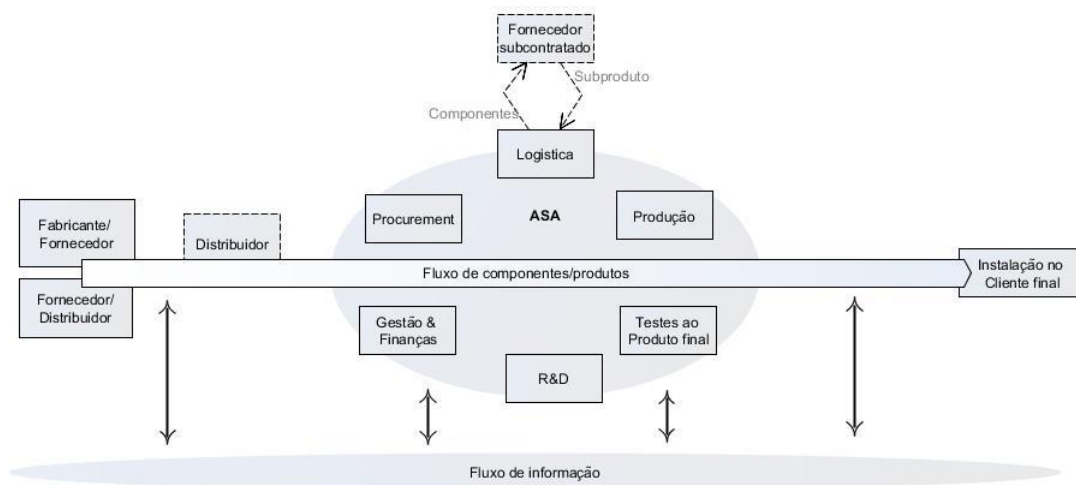 Fornecedor
subcontratado
Subproduto
Componentes
Logistica
Procurement
ASA
Produção
Fabricante/
Fornecedor
Distribuidor
Fluxo de componentes/produtos
Instalação no
Cliente final
Fornecedor/
Distribuidor
Gestão &
Finanças
Testes ao
Produto final
R&D
Fluxo de informação